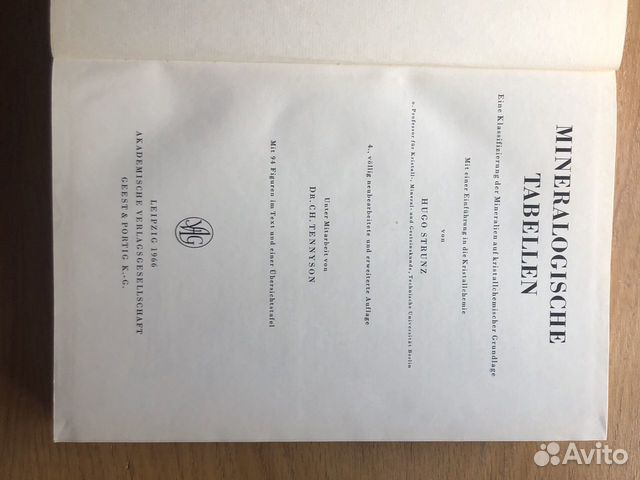 MINERALOGISCHE
TABELLEN
Eine Klassifizierung der Mineralien auf kristallchemischer Grundlage
Mit einer Einführung in die Kristallchemie
von
HUGO STRUNZ
o. Professor für Kristall-, Mineral- und Gesteinskunde, Technische Universität Berlin
4., völlig neubearbeitete und erweiterte Auflage
Unter Mitarbeit von
DR. CH. TENNYSON
Mit 94 Figuren im Text und einer Übersichtstafel
LEIPZIG 1966
AKADEMISCHE VERLAGSGESELLSCHAFT
GEEST & PORTIG K.-G.
Avito